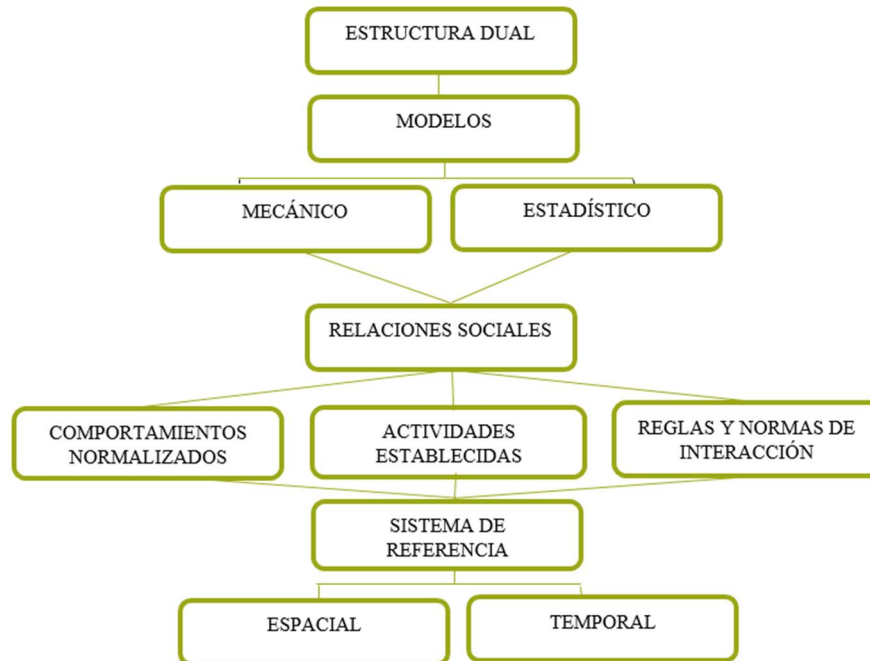 ESTRUCTURA DUAL
MODELOS
MECÁNICO
ESTADÍSTICO
RELACIONES SOCIALES
COMPORTAMIENTOS
NORMALIZADOS
ACTIVIDADES
ESTABLECIDAS
REGLAS Y NORMAS DE
INTERACCIÓN
SISTEMA DE
REFERENCIA
ESPACIAL
TEMPORAL